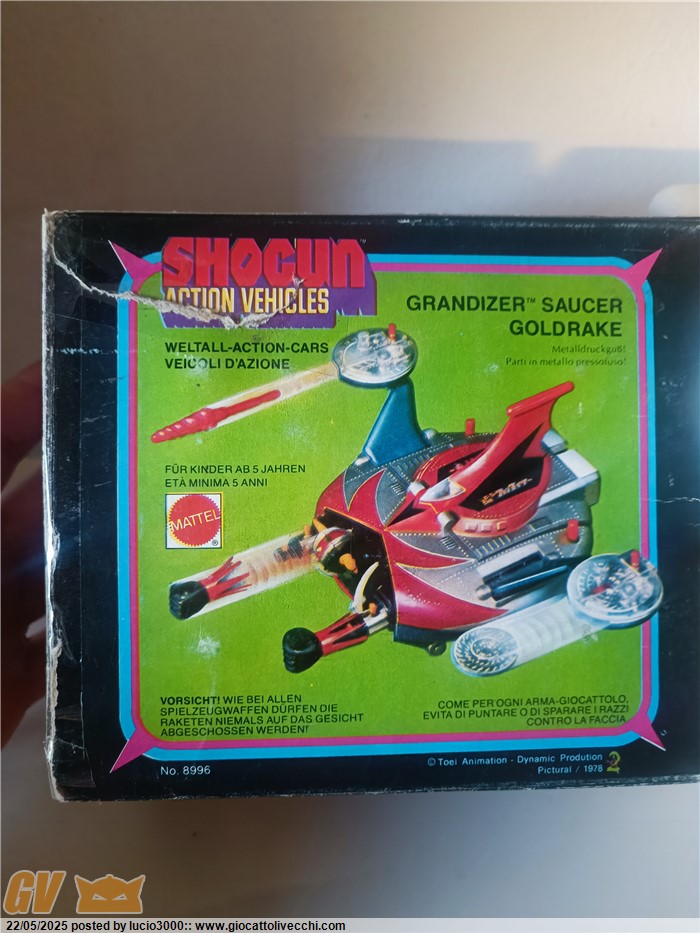 SHOGUN™
ACTION VEHICLES
WELTALL-ACTION-CARS
VEICOLI D'AZIONE
GRANDIZER™ SAUCER
GOLDRAKE
Metalldruckguß!
Parti in metallo pressofuso!
FÜR KINDER AB 5 JAHREN
ETÀ MINIMA 5 ANNI
MATTEL
®
VORSICHT! WIE BEI ALLEN
SPIELZEUGWAFFEN DÜRFEN DIE
RAKETEN NIEMALS AUF DAS GESICHT
ABGESCHOSSEN WERDEN!
COME PER OGNI ARMA-GIOCATTOLO,
EVITA DI PUNTARE O DI SPARARE I RAZZI
CONTRO LA FACCIA
No. 8996
© Toei Animation - Dynamic Prodution
Pictural / 1978
GV
22/05/2025 posted by lucio3000:: www.giocattolivecchi.com